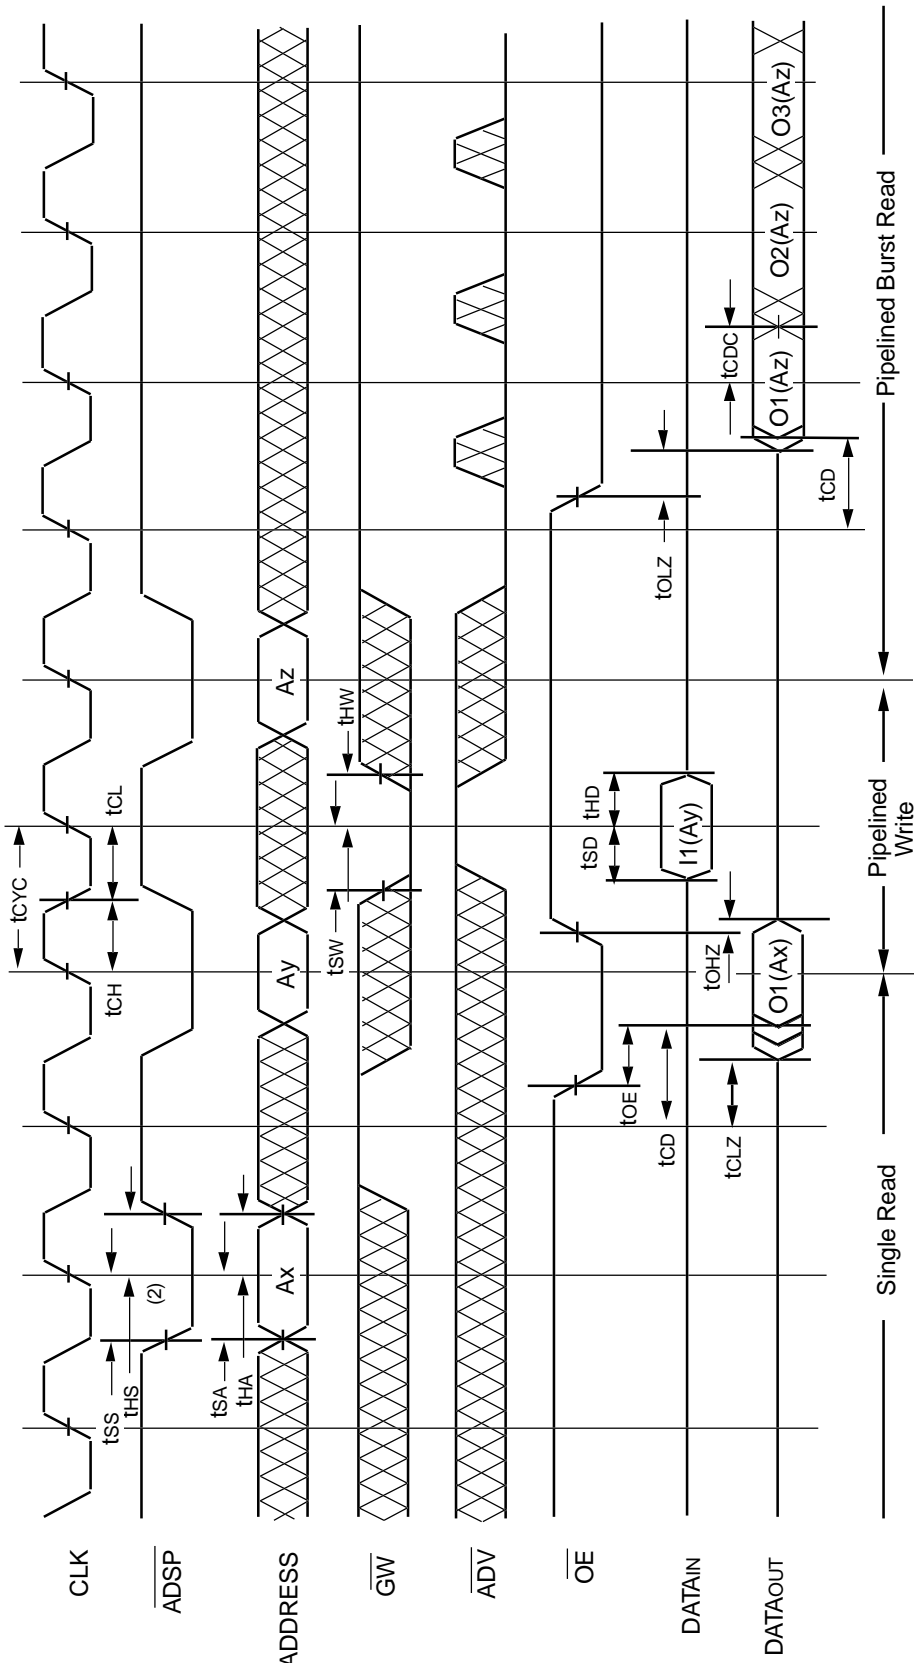 CLK
tCYC
tCH
tCL
ADSP
tSS
tHS
(2)
ADDRESS
tSA
tHA
Ax
Ay
Az
GW
tSW
tHW
ADV
OE
tOE
tOLZ
DATAIN
tCD
tSD
tHD
I1(Ay)
tOHZ
DATAOUT
tCLZ
O1(Ax)
tCDC
tCD
O1(Az)
O2(Az)
O3(Az)
Single Read
Pipelined
Write
Pipelined Burst Read